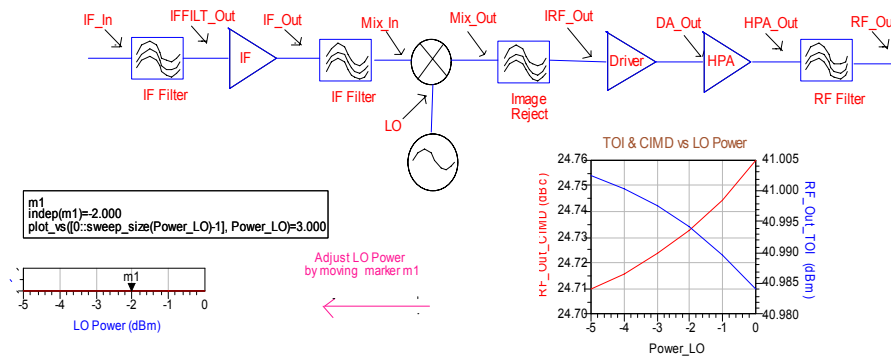 IF_In
IFFILT_Out
IF_Out
Mix_In
Mix_Out
IRF_Out
DA_Out
HPA_Out
RF_Out
IF
Driver
HPA
IF Filter
IF Filter
Image
Reject
RF Filter
LO
m1
indep(m1)=-2.000
plot_vs([0::sweep_size(Power_LO)-1], Power_LO)=3.000
m1
-5 -4 -3 -2 -1 0
LO Power (dBm)
Adjust LO Power
by moving marker m1
TOI & CIMD vs LO Power
24.76
24.75
24.74
24.73
24.72
24.71
24.70
RF_Out_CIMD (dBc)
41.005
41.000
40.995
40.990
40.985
40.980
RF_Out_TOI (dBm)
-5 -4 -3 -2 -1 0
Power_LO